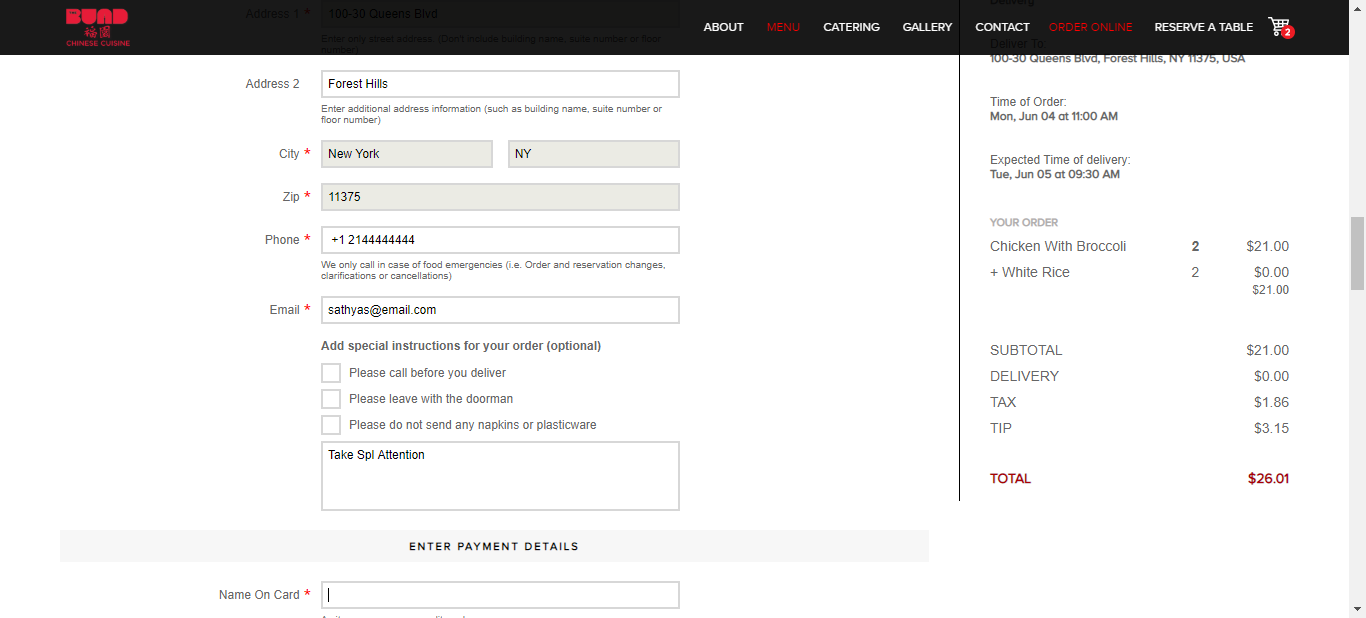 BUND
裕園
CHINESE CUISINE
ABOUT
MENU
CATERING
GALLERY
CONTACT
ORDER ONLINE
RESERVE A TABLE
2
Address 1 *
100-30 Queens Blvd
Enter only street address. (Don't include building name, suite number or floor
number)
Address 2
Forest Hills
Enter additional address information (such as building name, suite number or
floor number)
City *
New York
NY
Zip *
11375
Phone *
+1 2144444444
We only call in case of food emergencies (i.e. Order and reservation changes,
clarifications or cancellations)
Email *
sathyas@email.com
Add special instructions for your order (optional)
Please call before you deliver
Please leave with the doorman
Please do not send any napkins or plasticware
Take Spl Attention
ENTER PAYMENT DETAILS
Name On Card *
Delivery
Deliver To:
100-30 Queens Blvd, Forest Hills, NY 11375, USA
Time of Order:
Mon, Jun 04 at 11:00 AM
Expected Time of delivery:
Tue, Jun 05 at 09:30 AM
YOUR ORDER
Chicken With Broccoli 2 $21.00
+ White Rice 2 $0.00
$21.00
SUBTOTAL $21.00
DELIVERY $0.00
TAX $1.86
TIP $3.15
TOTAL $26.01